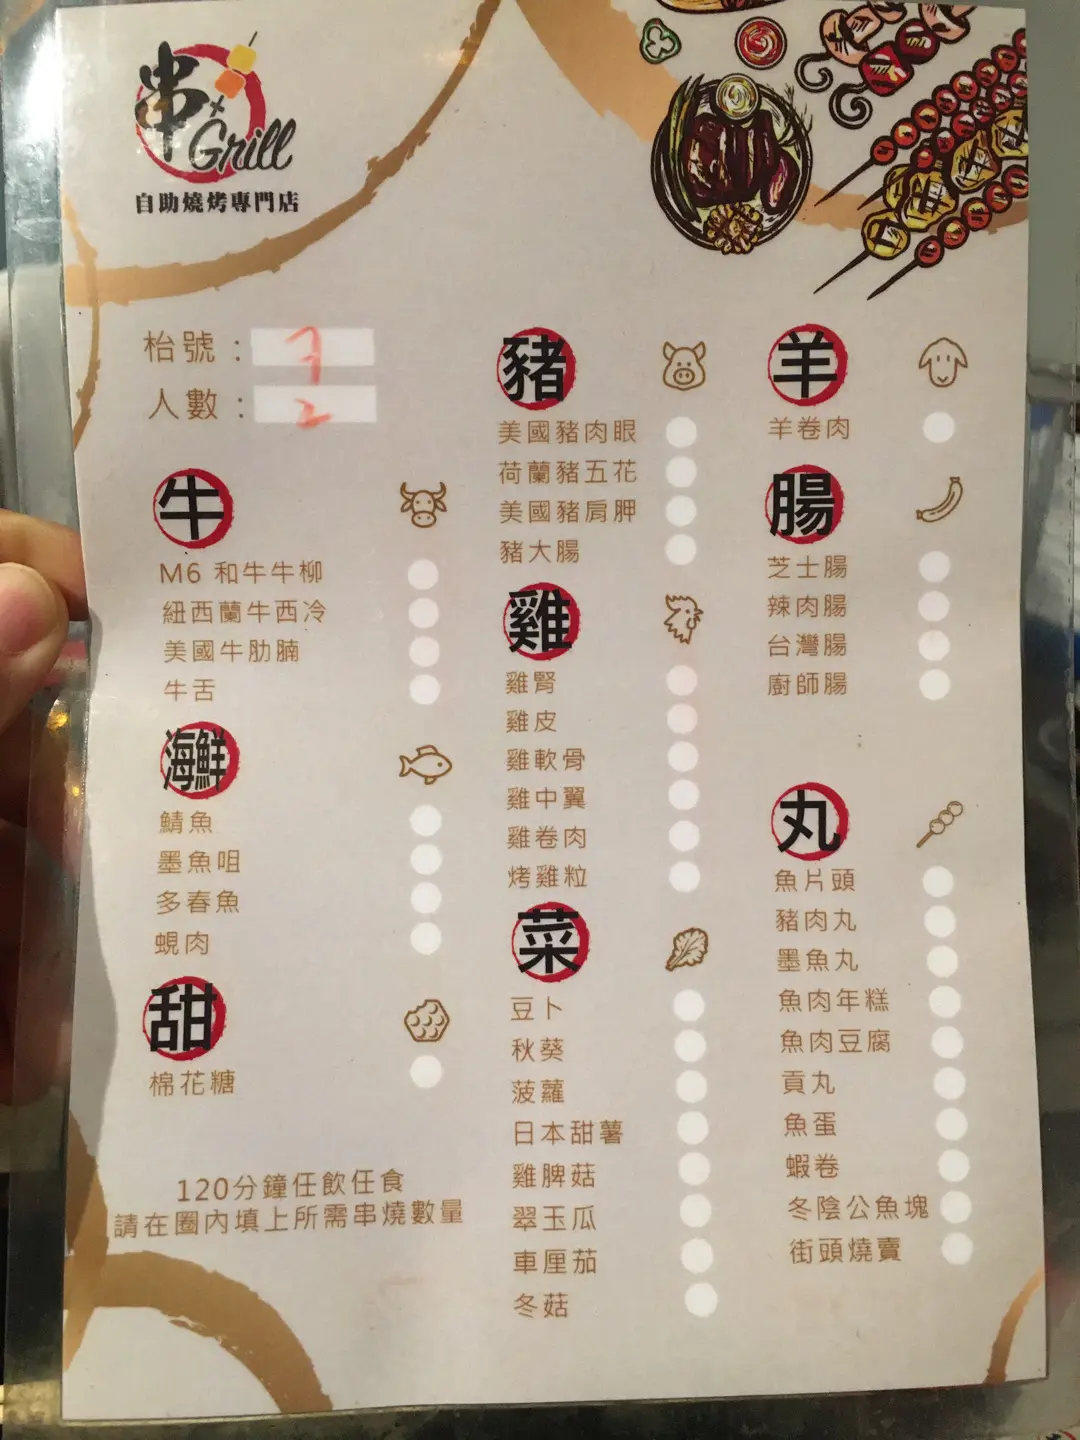 串
Grill
自助燒烤專門店
枱號：7
人數：2
牛
M6 和牛牛柳
紐西蘭牛西冷
美國牛肋腩
牛舌
海鮮
鯖魚
墨魚咀
多春魚
蜆肉
甜
棉花糖
120分鐘任飲任食
請在圈內填上所需串燒數量
豬
美國豬肉眼
荷蘭豬五花
美國豬肩胛
豬大腸
雞
雞腎
雞皮
雞軟骨
雞中翼
雞卷肉
烤雞粒
菜
豆卜
秋葵
菠蘿
日本甜薯
雞脾菇
翠玉瓜
車厘茄
冬菇
羊
羊卷肉
腸
芝士腸
辣肉腸
台灣腸
廚師腸
丸
魚片頭
豬肉丸
墨魚丸
魚肉年糕
魚肉豆腐
貢丸
魚蛋
蝦卷
冬陰公魚塊
街頭燒賣